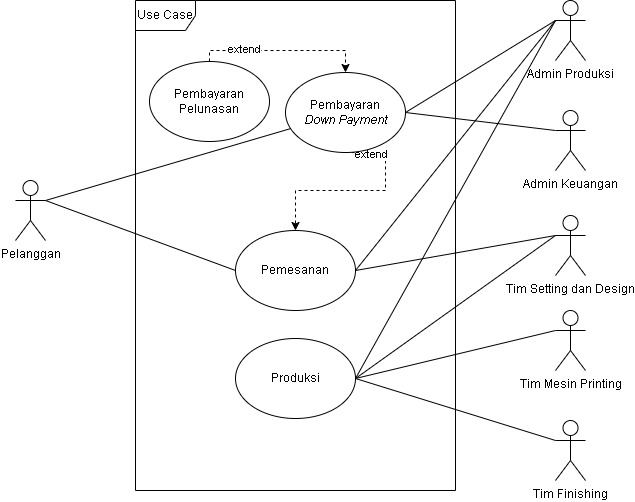 Use Case
extend
Admin Produksi
Pembayaran
Pelunasan
Pembayaran
Down Payment
extend
Admin Keuangan
Pelanggan
Pemesanan
Tim Setting dan Design
Produksi
Tim Mesin Printing
Tim Finishing